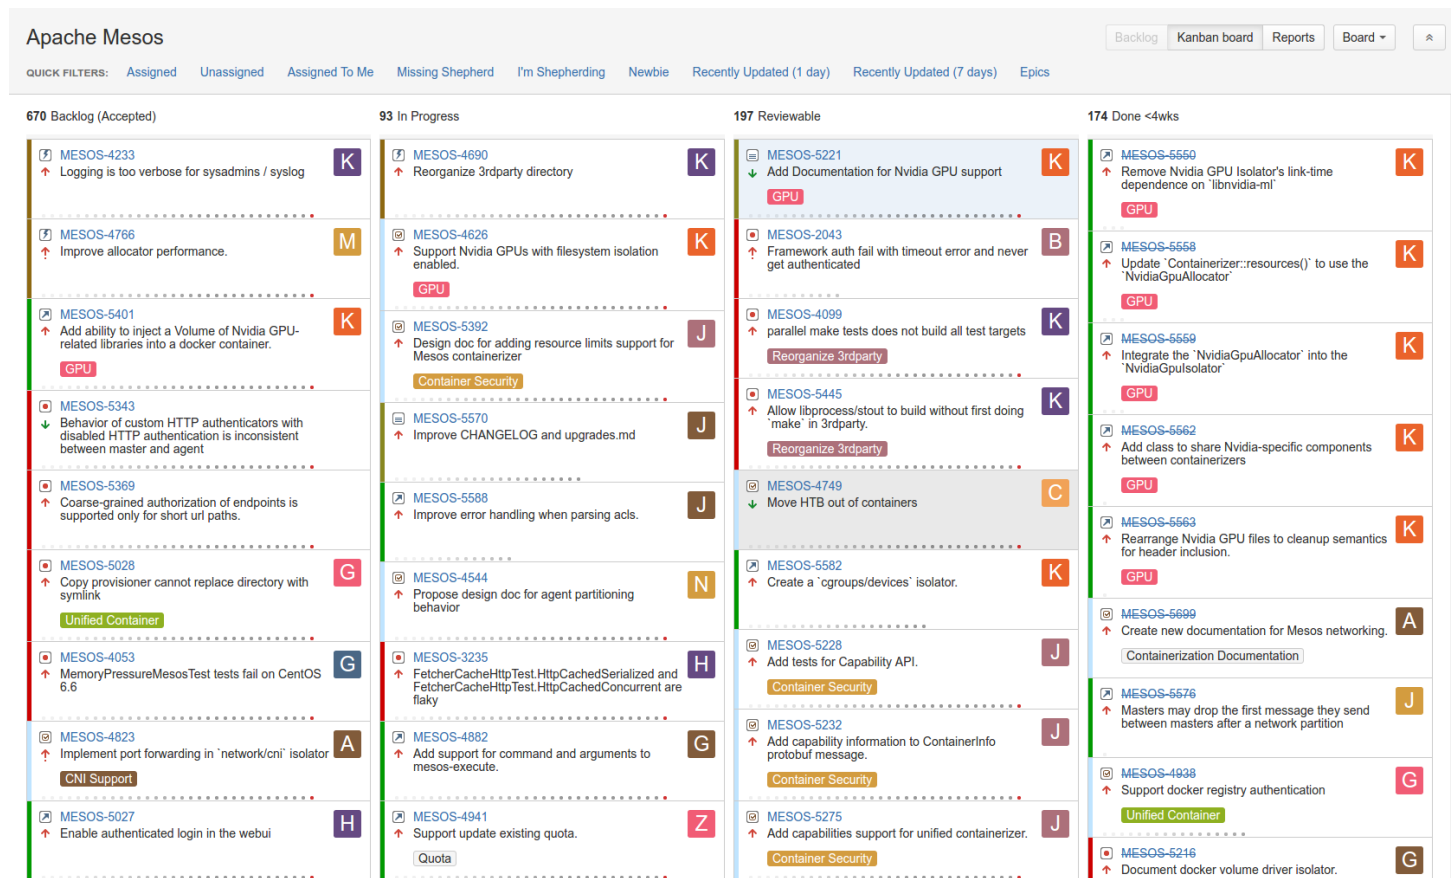 Apache Mesos
Backlog
Kanban board
Reports
Board
QUICK FILTERS:
Assigned
Unassigned
Assigned To Me
Missing Shepherd
I'm Shepherding
Newbie
Recently Updated (1 day)
Recently Updated (7 days)
Epics
670 Backlog (Accepted)
MESOS-4233
K
Logging is too verbose for sysadmins / syslog
MESOS-4766
M
Improve allocator performance.
MESOS-5401
K
Add ability to inject a Volume of Nvidia GPU-
related libraries into a docker container.
GPU
MESOS-5343
Behavior of custom HTTP authenticators with
disabled HTTP authentication is inconsistent
between master and agent
MESOS-5369
Coarse-grained authorization of endpoints is
supported only for short url paths.
MESOS-5028
G
Copy provisioner cannot replace directory with
symlink
Unified Container
MESOS-4053
G
MemoryPressureMesosTest tests fail on CentOS
6.6
MESOS-4823
A
Implement port forwarding in `network/cni` isolator
CNI Support
MESOS-5027
H
Enable authenticated login in the webui
93 In Progress
MESOS-4690
K
Reorganize 3rdparty directory
MESOS-4626
K
Support Nvidia GPUs with filesystem isolation
enabled.
GPU
MESOS-5392
J
Design doc for adding resource limits support for
Mesos containerizer
Container Security
MESOS-5570
J
Improve CHANGELOG and upgrades.md
MESOS-5588
J
Improve error handling when parsing acls.
MESOS-4544
N
Propose design doc for agent partitioning
behavior
MESOS-3235
H
FetcherCacheHttpTest.HttpCachedSerialized and
FetcherCacheHttpTest.HttpCachedConcurrent are
flaky
MESOS-4882
G
Add support for command and arguments to
mesos-execute.
MESOS-4941
Z
Support update existing quota.
Quota
197 Reviewable
MESOS-5221
K
Add Documentation for Nvidia GPU support
GPU
MESOS-2043
B
Framework auth fail with timeout error and never
get authenticated
MESOS-4099
K
parallel make tests does not build all test targets
Reorganize 3rdparty
MESOS-5445
K
Allow libprocess/stout to build without first doing
`make` in 3rdparty.
Reorganize 3rdparty
MESOS-4749
C
Move HTB out of containers
MESOS-5582
K
Create a `cgroups/devices` isolator.
MESOS-5228
J
Add tests for Capability API.
Container Security
MESOS-5232
J
Add capability information to ContainerInfo
protobuf message.
Container Security
MESOS-5275
J
Add capabilities support for unified containerizer.
Container Security
174 Done <4wks
MESOS-5550
K
Remove Nvidia GPU Isolator's link-time
dependence on `libnvidia-ml`
GPU
MESOS-5558
K
Update `Containerizer::resources()` to use the
`NvidiaGpuAllocator`
GPU
MESOS-5559
K
Integrate the `NvidiaGpuAllocator` into the
`NvidiaGpuIsolator`
GPU
MESOS-5562
K
Add class to share Nvidia-specific components
between containerizers
GPU
MESOS-5563
K
Rearrange Nvidia GPU files to cleanup semantics
for header inclusion.
GPU
MESOS-5699
A
Create new documentation for Mesos networking.
Containerization Documentation
MESOS-5576
J
Masters may drop the first message they send
between masters after a network partition
MESOS-4938
G
Support docker registry authentication
Unified Container
MESOS-5216
G
Document docker volume driver isolator.